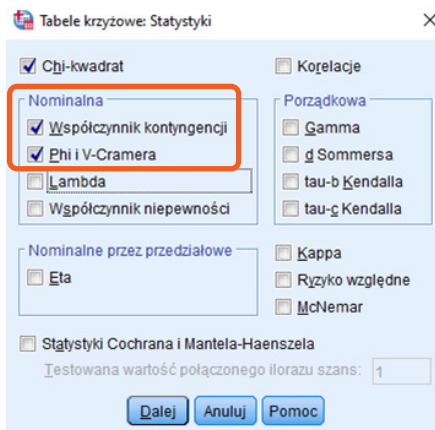 Tabele krzyżowe: Statystyki
Chi-kwadrat
Korelacje
Nominalna
Współczynnik kontyngencji
Phi i V-Cramera
Lambda
Współczynnik niepewności
Porządkowa
Gamma
d Sommersa
tau-b Kendalla
tau-c Kendalla
Nominalne przez przedziałowe
Eta
Kappa
Ryzyko względne
McNemar
Statystyki Cochrana i Mantela-Haenszela
Testowana wartość połączonego ilorazu szans: 1
Dalej Anuluj Pomoc